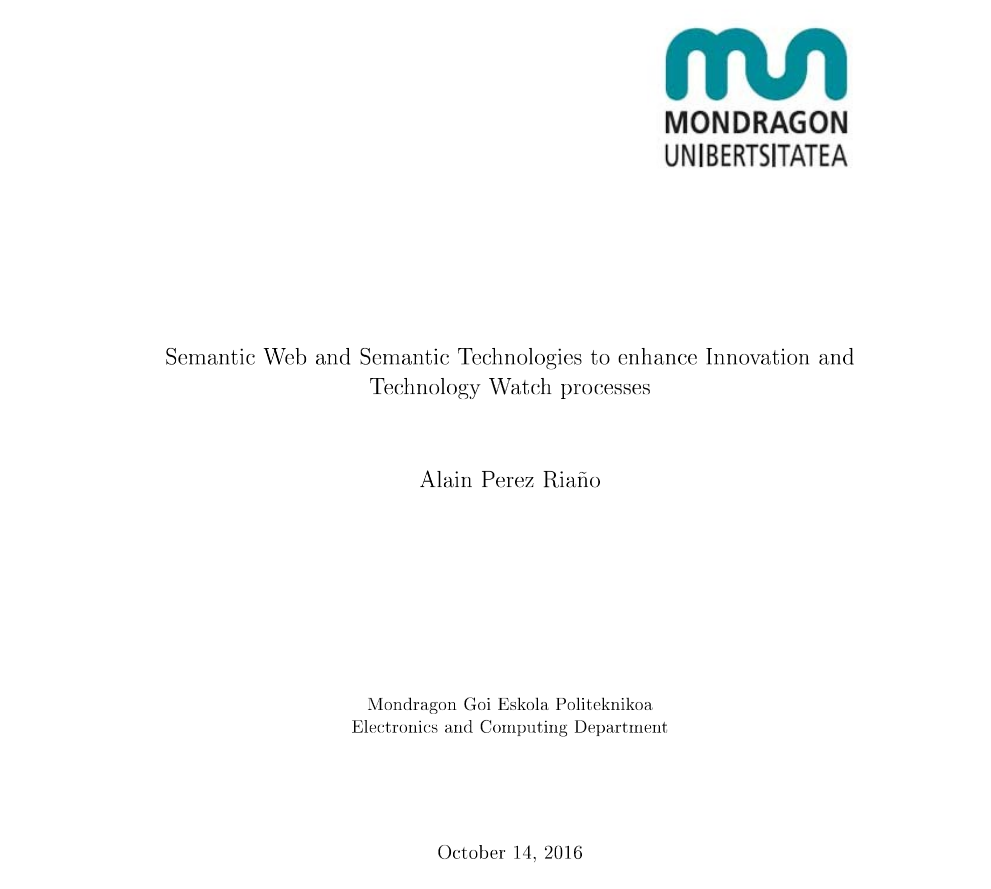 MONDRAGON
UNIBERTSITATEA
Semantic Web and Semantic Technologies to enhance Innovation and
Technology Watch processes
Alain Perez Riaño
Mondragon Goi Eskola Politeknikoa
Electronics and Computing Department
October 14, 2016